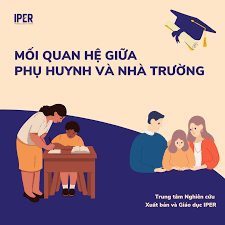 IPER
MỐI QUAN HỆ GIỮA
PHỤ HUYNH VÀ NHÀ TRƯỜNG
Trung tâm Nghiên cứu
Xuất bản và Giáo dục IPER